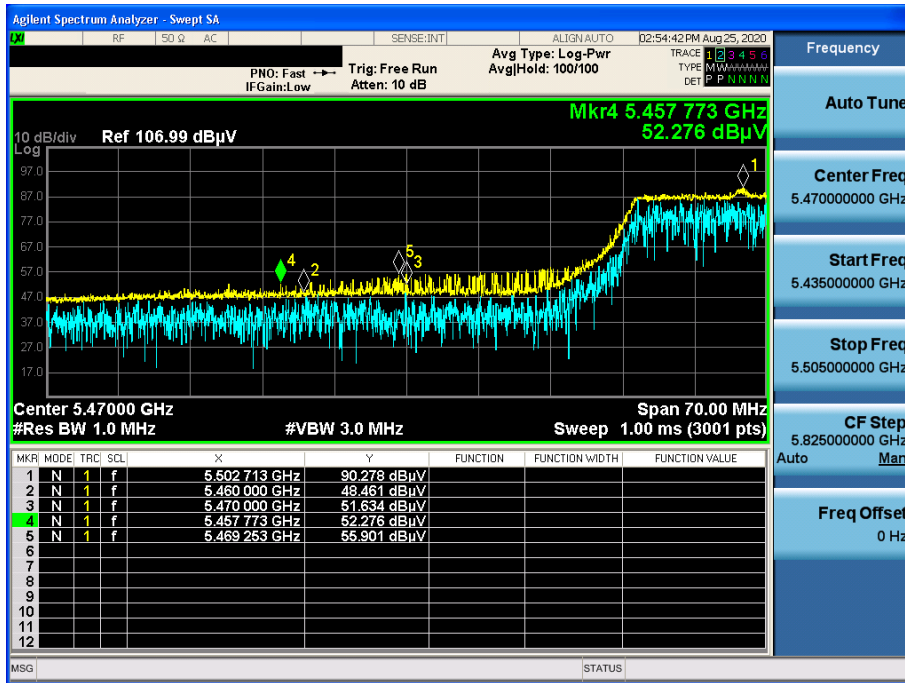 Agilent Spectrum Analyzer - Swept SA
LXI RF 50 Ω AC SENSE:INT ALIGN AUTO 02:54:42 PM Aug 25, 2020
PNO: Fast
IFGain:Low
Trig: Free Run
Atten: 10 dB
Avg Type: Log-Pwr
Avg|Hold: 100/100
TRACE 1 2 3 4 5 6
TYPE M W
DET P P N N N N
Mkr4 5.457 773 GHz
52.276 dBµV
10 dB/div Ref 106.99 dBµV
Log
97.0
87.0
77.0
67.0
57.0
47.0
37.0
27.0
17.0
1
5
4
2
3
Center 5.47000 GHz Span 70.00 MHz
#Res BW 1.0 MHz #VBW 3.0 MHz Sweep 1.00 ms (3001 pts)
MKR MODE TRC SCL X Y FUNCTION FUNCTION WIDTH FUNCTION VALUE
1 N 1 f 5.502 713 GHz 90.278 dBµV
2 N 1 f 5.460 000 GHz 48.461 dBµV
3 N 1 f 5.470 000 GHz 51.634 dBµV
4 N 1 f 5.457 773 GHz 52.276 dBµV
5 N 1 f 5.469 253 GHz 55.901 dBµV
6
7
8
9
10
11
12
MSG STATUS
Frequency
Auto Tune
Center Freq
5.470000000 GHz
Start Freq
5.435000000 GHz
Stop Freq
5.505000000 GHz
CF Step
5.825000000 GHz
Auto Man
Freq Offset
0 Hz